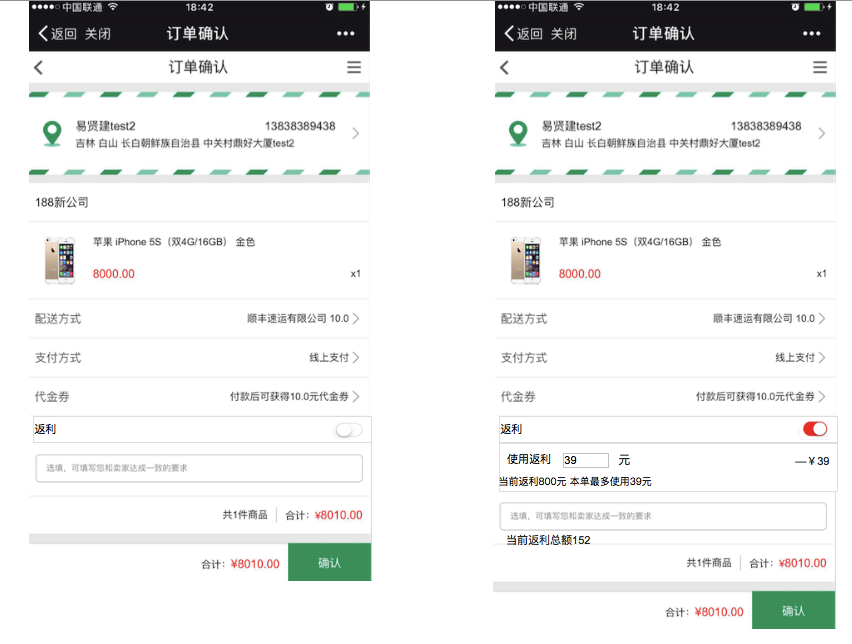 中国联通 18:42
返回 关闭 订单确认
订单确认
易贤建test2 13838389438
吉林 白山 长白朝鲜族自治县 中关村鼎好大厦test2
188新公司
苹果 iPhone 5S（双4G/16GB） 金色
8000.00 x1
配送方式 顺丰速运有限公司 10.0
支付方式 线上支付
代金券 付款后可获得10.0元代金券
返利
选填，可填写您和卖家达成一致的要求
共1件商品 合计：¥8010.00
合计：¥8010.00 确认
中国联通 18:42
返回 关闭 订单确认
订单确认
易贤建test2 13838389438
吉林 白山 长白朝鲜族自治县 中关村鼎好大厦test2
188新公司
苹果 iPhone 5S（双4G/16GB） 金色
8000.00 x1
配送方式 顺丰速运有限公司 10.0
支付方式 线上支付
代金券 付款后可获得10.0元代金券
返利
使用返利 39 元 —￥39
当前返利800元 本单最多使用39元
选填，可填写您和卖家达成一致的要求
当前返利总额152
共1件商品 合计：¥8010.00
合计：¥8010.00 确认